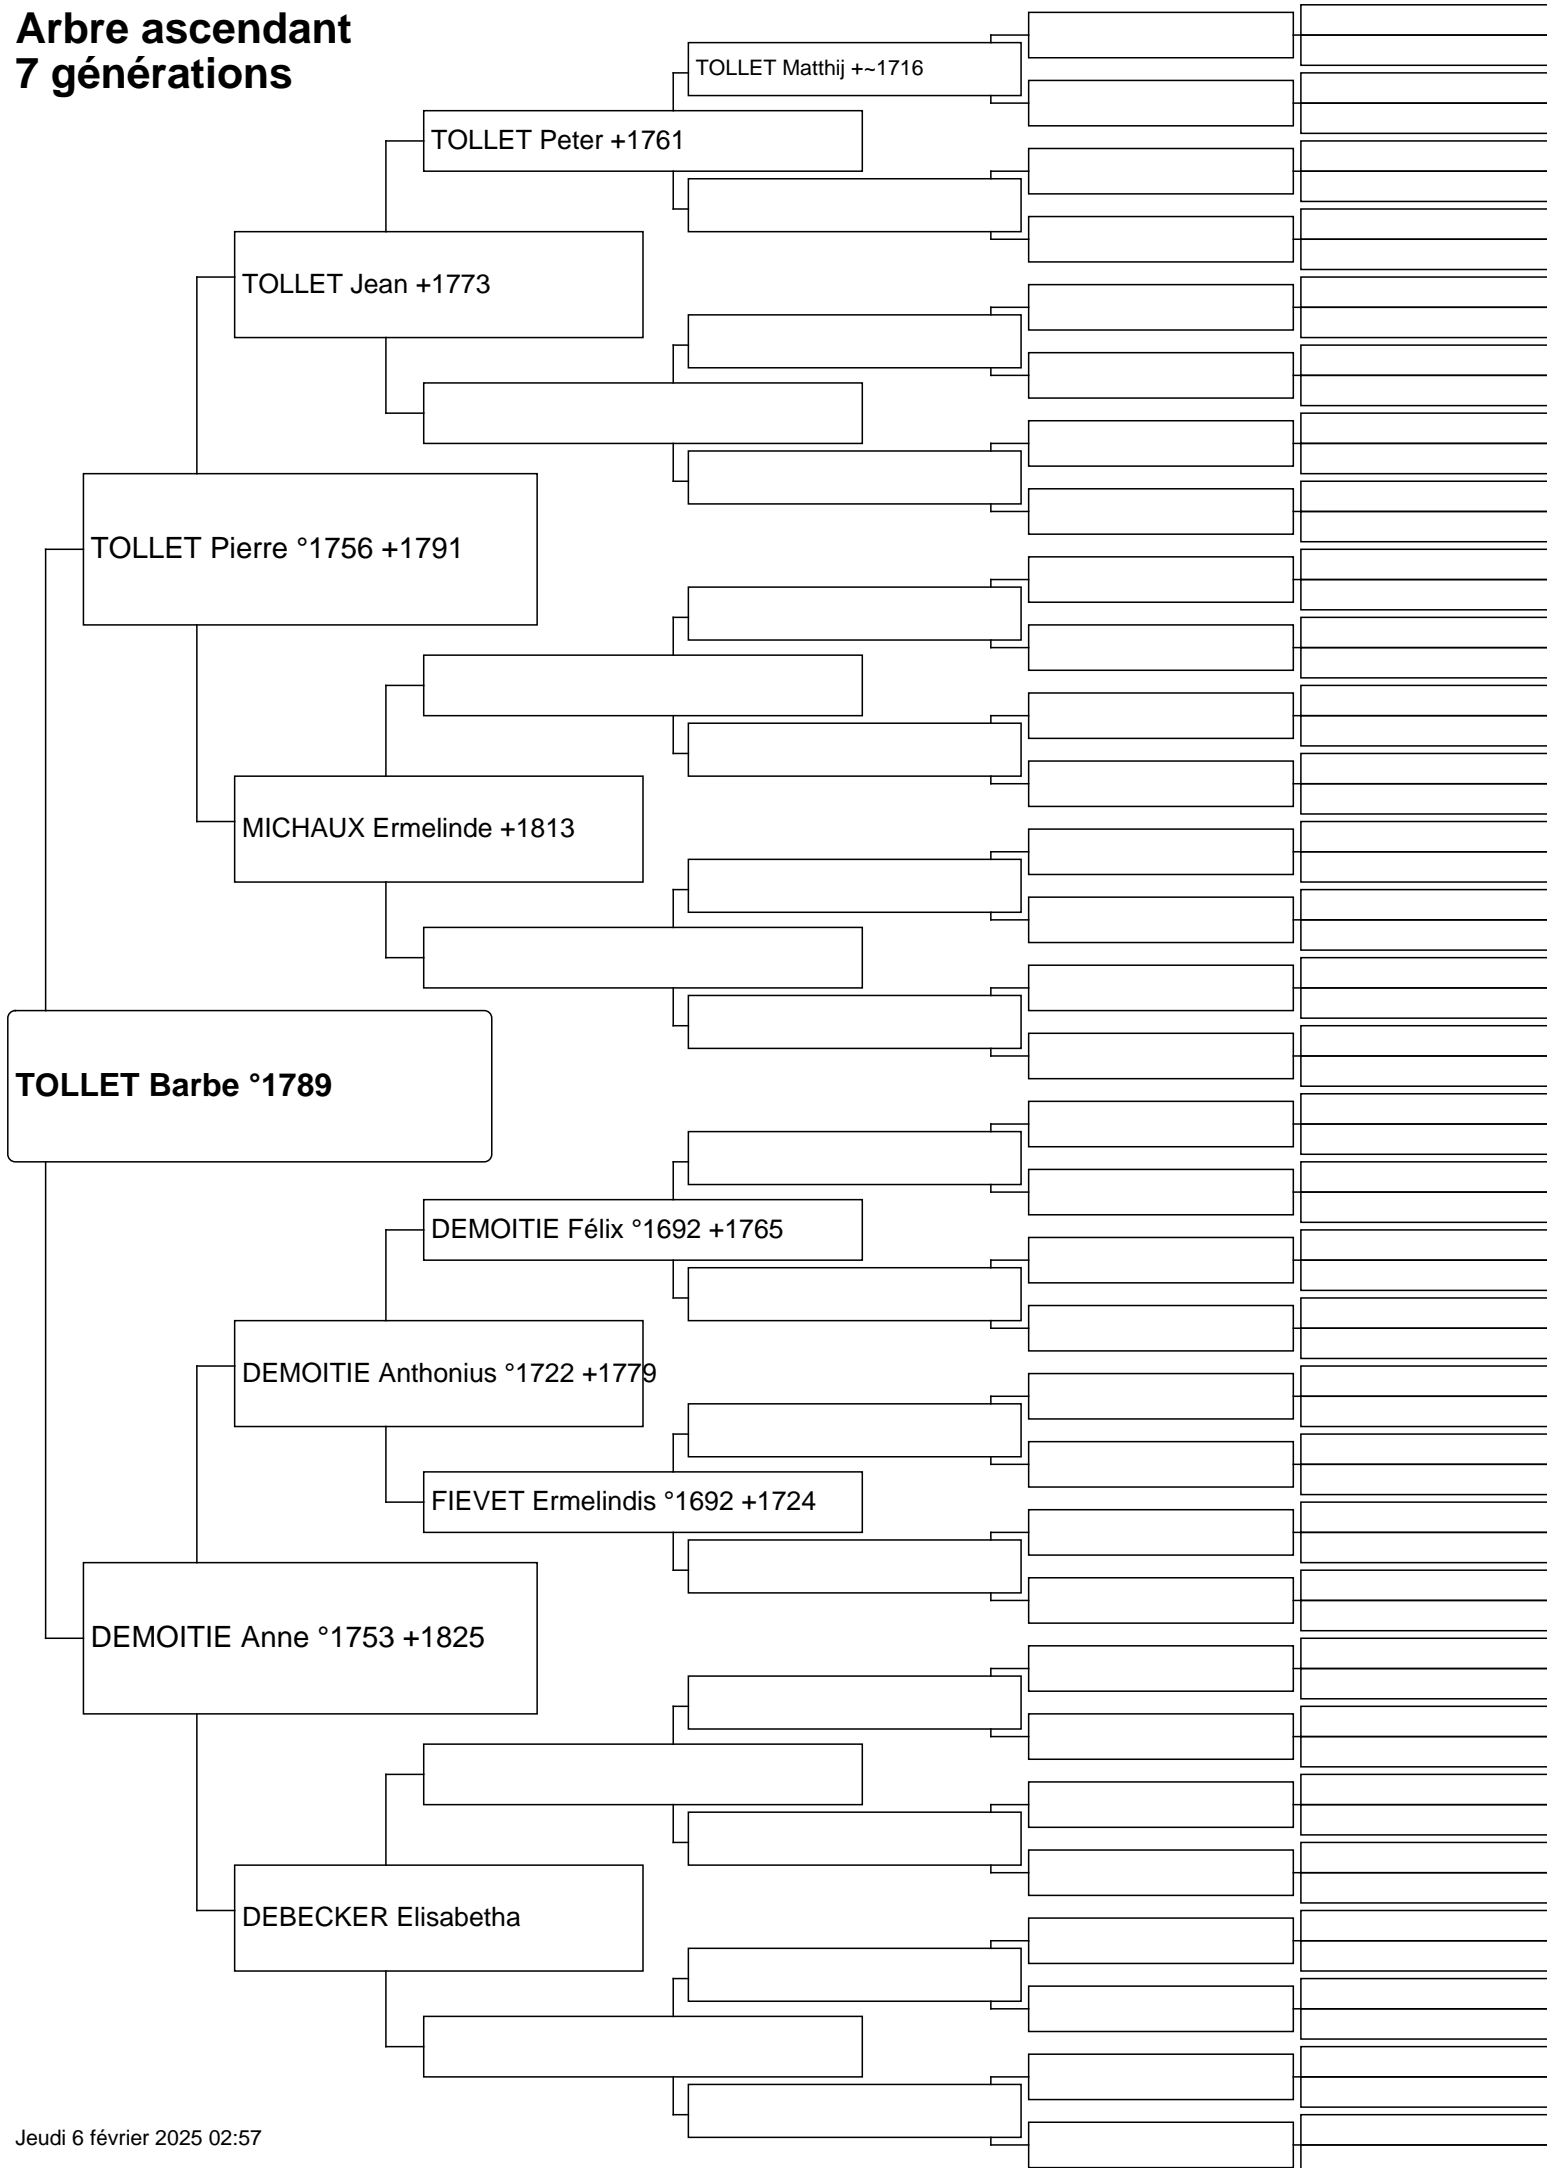 Arbre ascendant
7 générations
TOLLET Matthij +~1716
TOLLET Peter +1761
TOLLET Jean +1773
TOLLET Pierre °1756 +1791
MICHAUX Ermelinde +1813
TOLLET Barbe °1789
DEMOITIE Félix °1692 +1765
DEMOITIE Anthonius °1722 +1779
FIEVET Ermelindis °1692 +1724
DEMOITIE Anne °1753 +1825
DEBECKER Elisabetha
Jeudi 6 février 2025 02:57